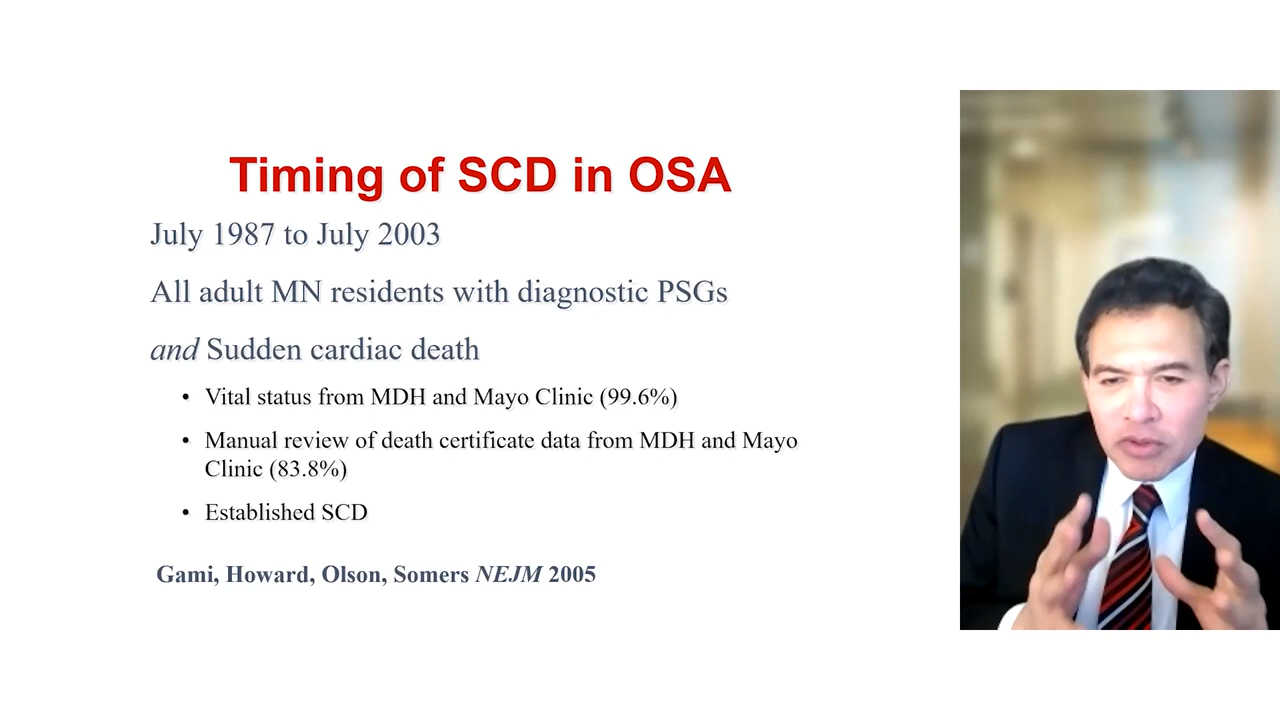 Timing of SCD in OSA
July 1987 to July 2003
All adult MN residents with diagnostic PSGs
and Sudden cardiac death
• Vital status from MDH and Mayo Clinic (99.6%)
• Manual review of death certificate data from MDH and Mayo
Clinic (83.8%)
• Established SCD
Gami, Howard, Olson, Somers NEJM 2005